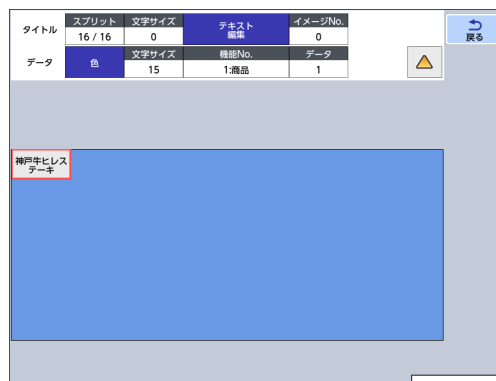 タイトル
スプリット
16 / 16
文字サイズ
0
テキスト
編集
イメージNo.
0
戻る
データ
色
文字サイズ
15
機能No.
1:商品
データ
1
神戸牛ヒレス
テーキ